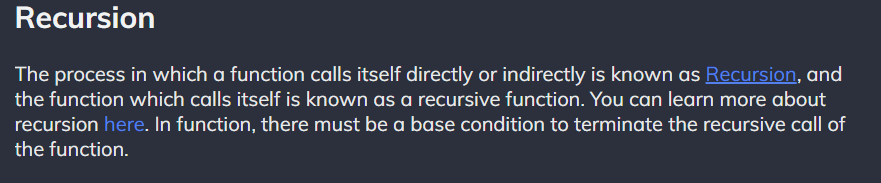 Recursion
The process in which a function calls itself directly or indirectly is known as Recursion, and
the function which calls itself is known as a recursive function. You can learn more about
recursion here. In function, there must be a base condition to terminate the recursive call of
the function.